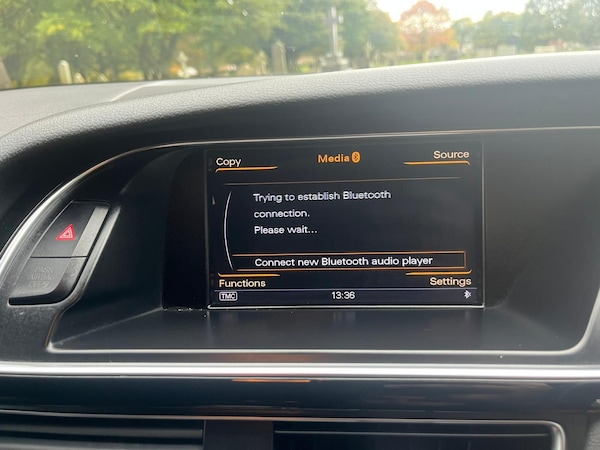 Copy
Media
Source
Trying to establish Bluetooth
connection.
Please wait...
Connect new Bluetooth audio player
Functions
Settings
TMC
13:36